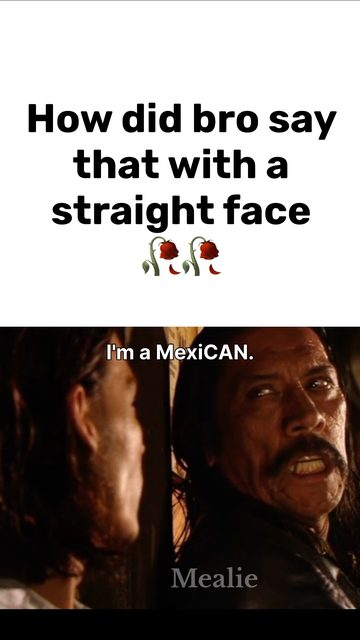 How did bro say
that with a
straight face
🥀🥀
I'm a MexiCAN.
Mealie